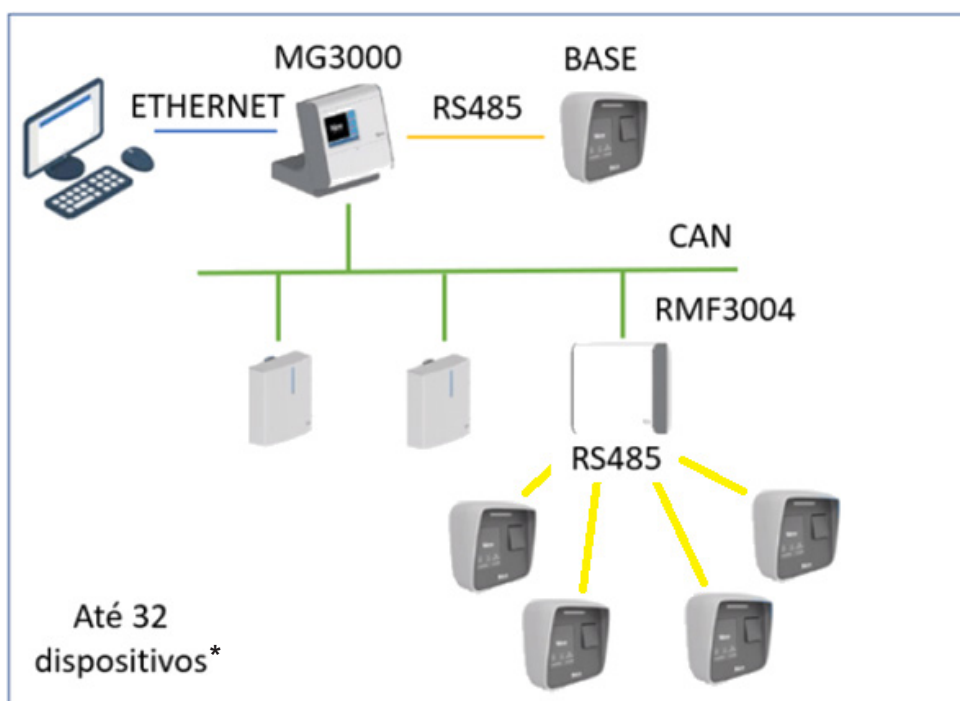 MG3000
BASE
ETHERNET
RS485
CAN
RMF3004
RS485
Até 32
dispositivos*